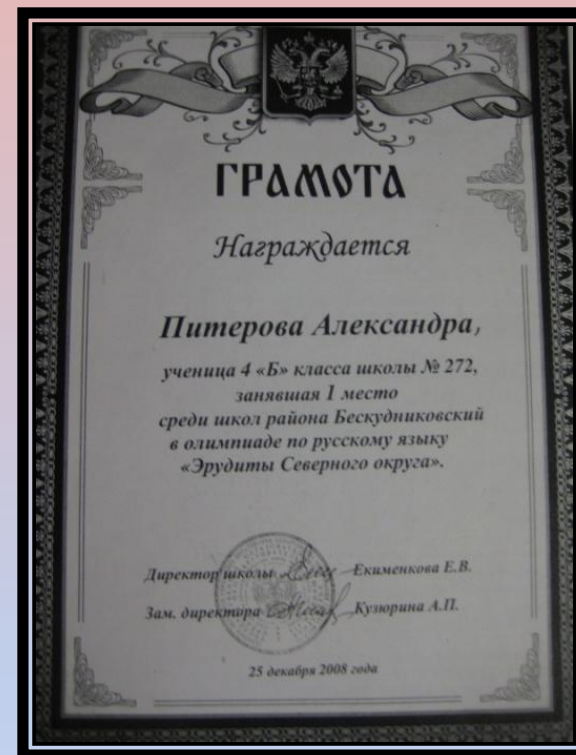 ГРАМОТА
Награждается
Питерова Александра,
ученица 4 «Б» класса школы № 272,
занявшая 1 место
среди школ района Бескудниковский
в олимпиаде по русскому языку
«Эрудиты Северного округа».
Директор школы Екименкова Е.В.
Зам. директора Кузюрина А.П.
25 декабря 2008 года